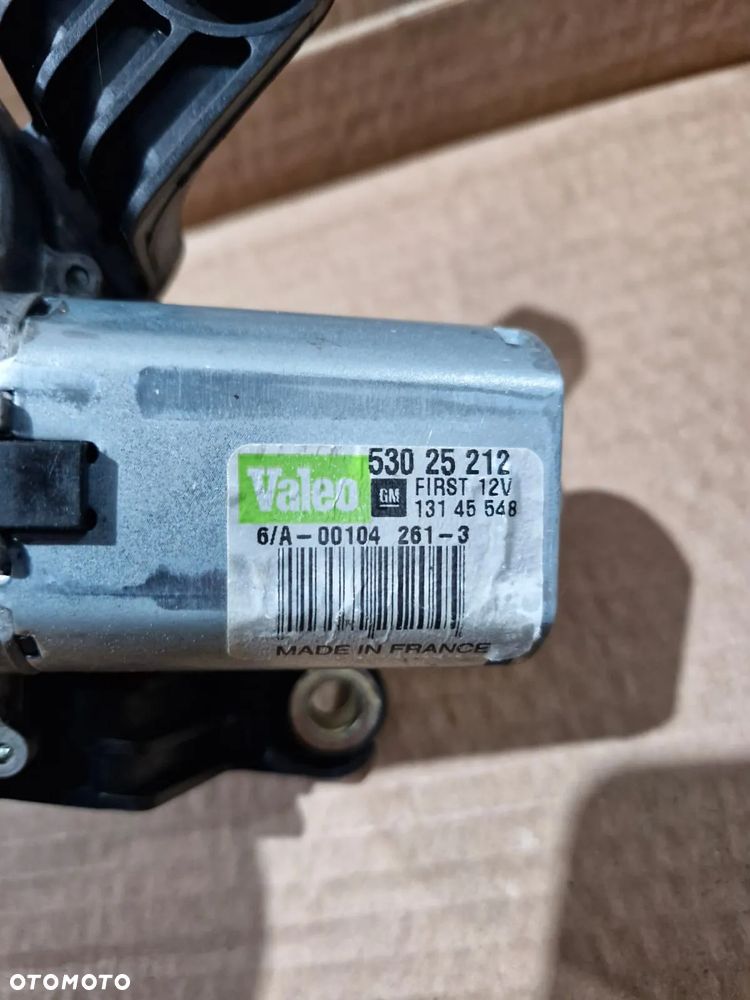 Valeo 530 25 212
GM FIRST 12V
131 45 548
6/A-00104 261-3
MADE IN FRANCE
OTOMOTO